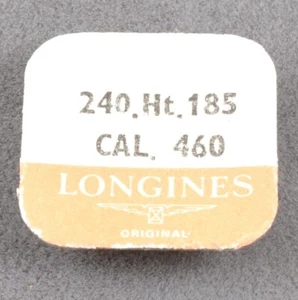 240.Ht.185
CAL. 460
LONGINES
ORIGINAL